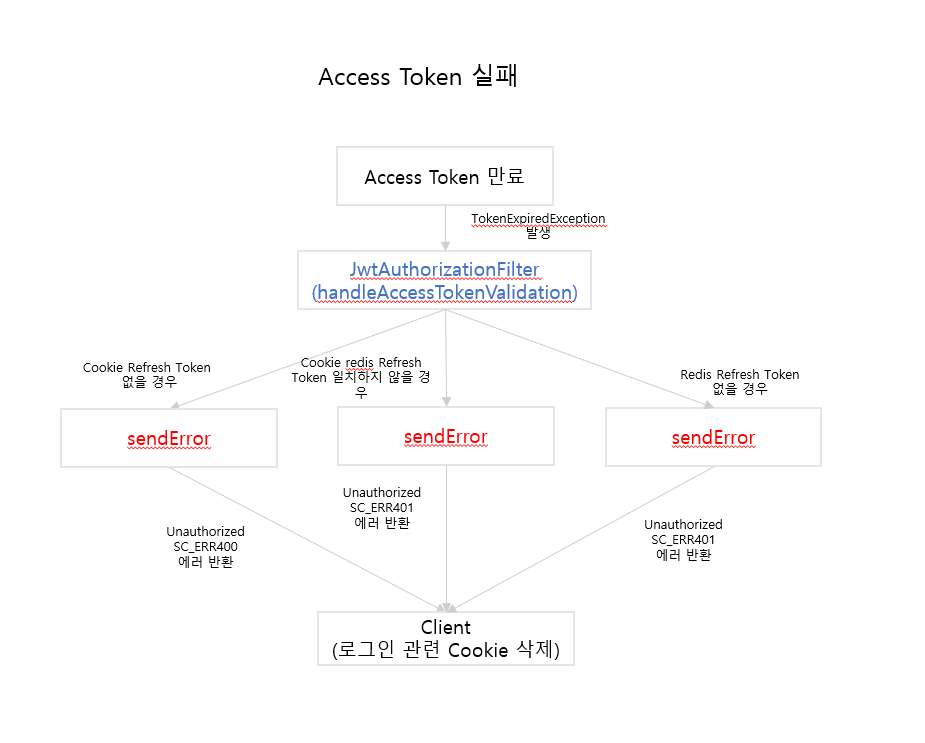 Access Token 실패
Access Token 만료
TokenExpiredException
발생
JwtAuthorizationFilter
(handleAccessTokenValidation)
Cookie Refresh Token
없을 경우
Cookie redis Refresh
Token 일치하지 않을 경
우
Redis Refresh Token
없을 경우
sendError
sendError
sendError
Unauthorized
SC_ERR400
에러 반환
Unauthorized
SC_ERR401
에러 반환
Unauthorized
SC_ERR401
에러 반환
Client
(로그인 관련 Cookie 삭제)